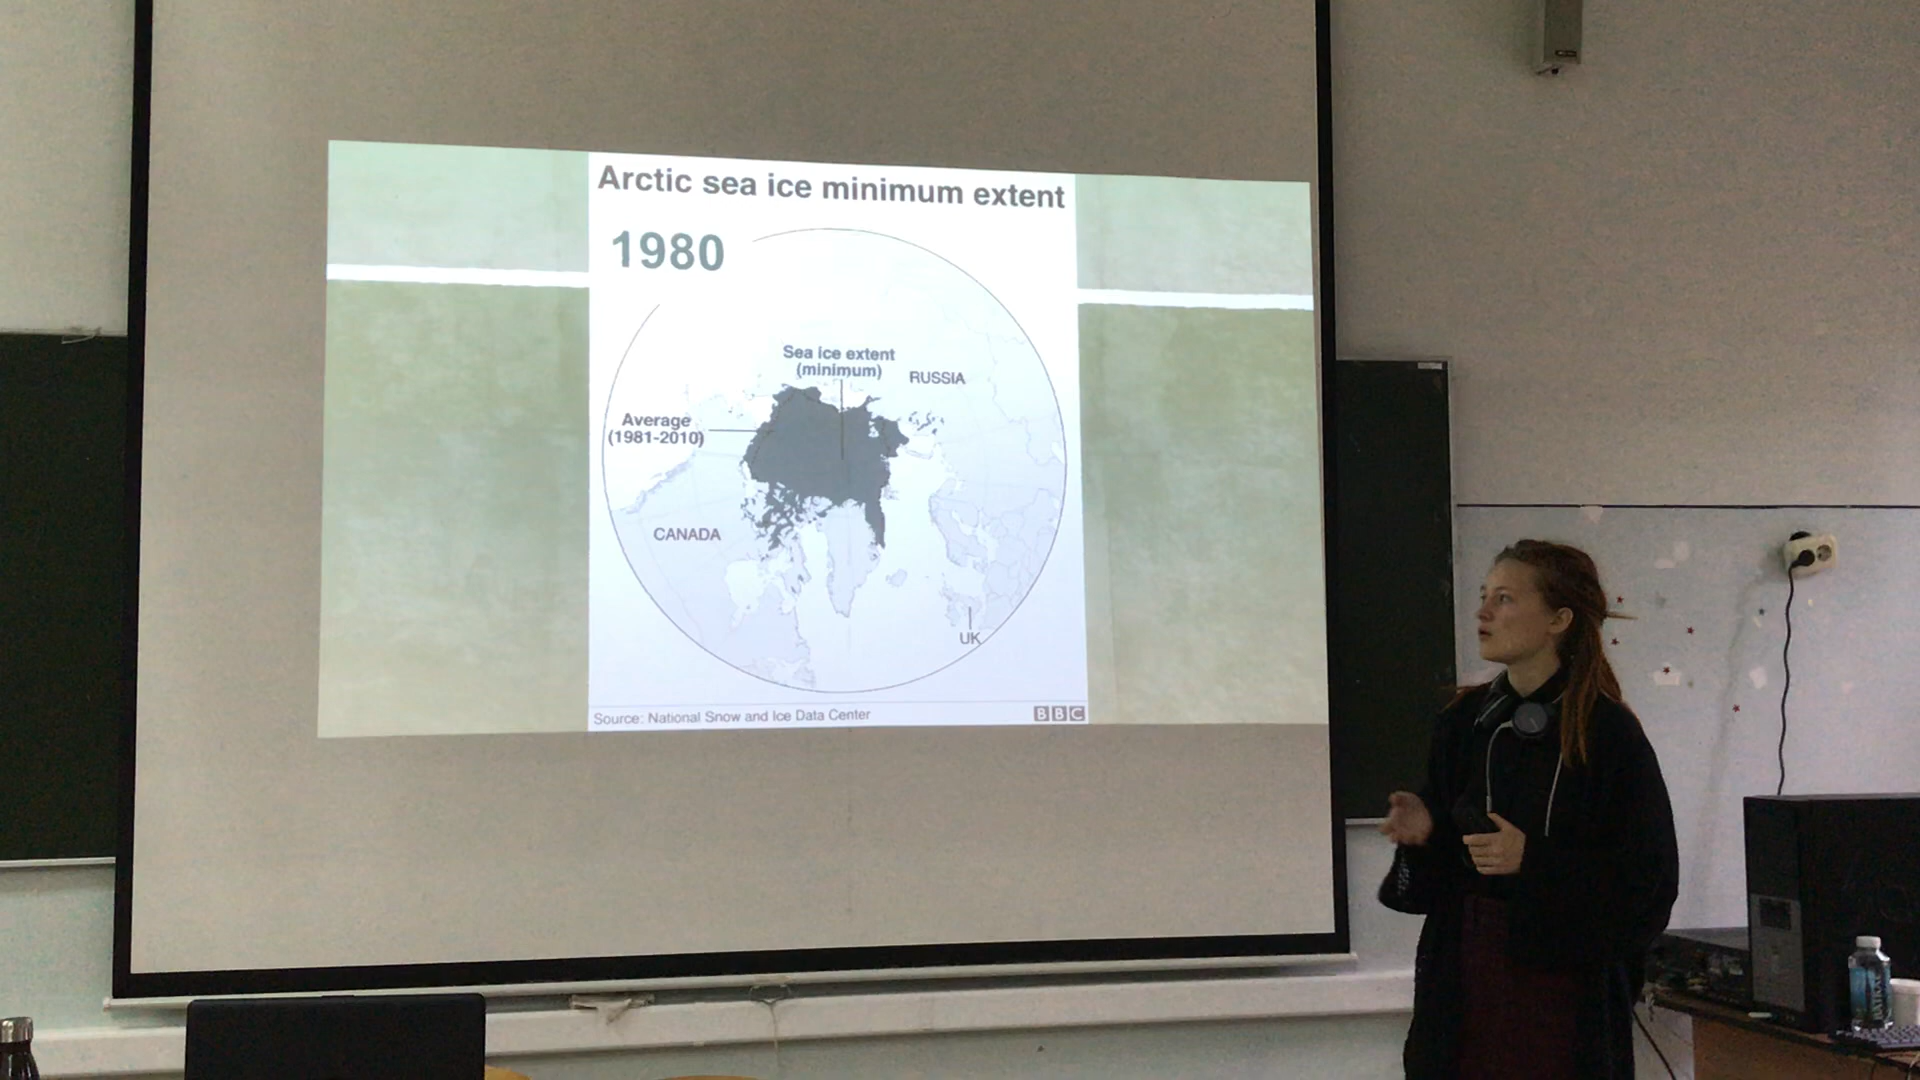 Arctic sea ice minimum extent
1980
Sea ice extent
(minimum)
RUSSIA
Average
(1981-2010)
CANADA
UK
Source: National Snow and Ice Data Center
BBC